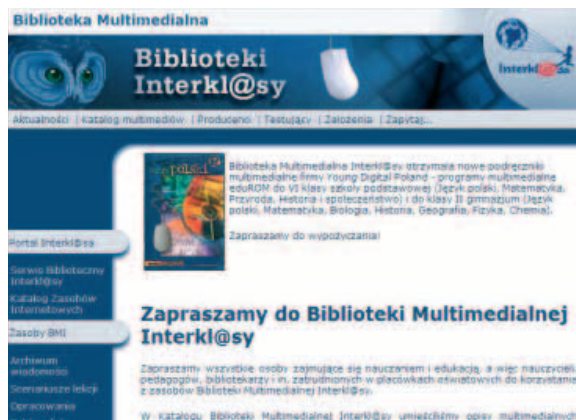 Biblioteka Multimedialna
Biblioteki
Interkl@sy
Interkl@sa
Aktualności | Katalog multimediów | Producenci | Testujący | Założenia | Zapytaj...
polski
Biblioteka Multimedialna Interkl@sy otrzymała nowe podręczniki
multimedialne firmy Young Digital Poland - programy multimedialne
eduROM do VI klasy szkoły podstawowej (Język polski, Matematyka,
Przyroda, Historia i społeczeństwo) i do klasy II gimnazjum (Język
polski, Matematyka, Biologia, Historia, Geografia, Fizyka, Chemia).
Zapraszamy do wypożyczania!
Portal Interkl@sa
Serwis Biblioteczny
Interkl@sy
Katalog Zasobów
Internetowych
Zasoby BMI
Archiwum
wiadomości
Scenariusze lekcji
Opracowania
Zapraszamy do Biblioteki Multimedialnej
Interkl@sy
Zapraszamy wszystkie osoby zajmujące się nauczaniem i edukacją, a więc nauczycieli,
pedagogów, bibliotekarzy i in. zatrudnionych w placówkach oświatowych do korzystania
z zasobów Biblioteki Multimedialnej Interkl@sy.
W Katalogu Biblioteki Multimedialnej Interkl@sy umieściliśmy opisy multimedialnych